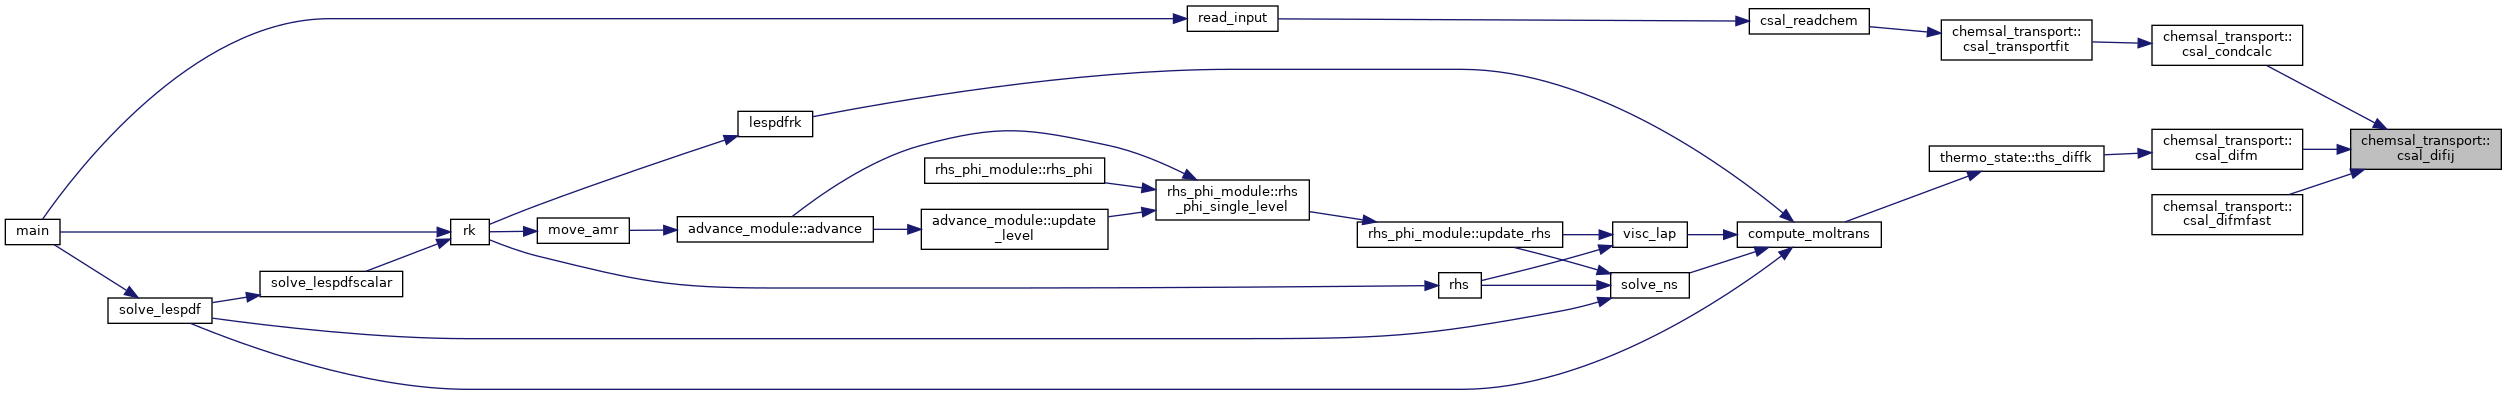 read_input
csal_readchem
chemsal_transport::
csal_transportfit
chemsal_transport::
csal_condcalc
lespdfrk
rhs_phi_module::rhs_phi
rhs_phi_module::rhs
_phi_single_level
thermo_state::ths_diffk
chemsal_transport::
csal_difm
chemsal_transport::
csal_difij
chemsal_transport::
csal_difmfast
main
rk
move_amr
advance_module::advance
advance_module::update
_level
rhs_phi_module::update_rhs
visc_lap
compute_moltrans
solve_lespdfscalar
rhs
solve_ns
solve_lespdf